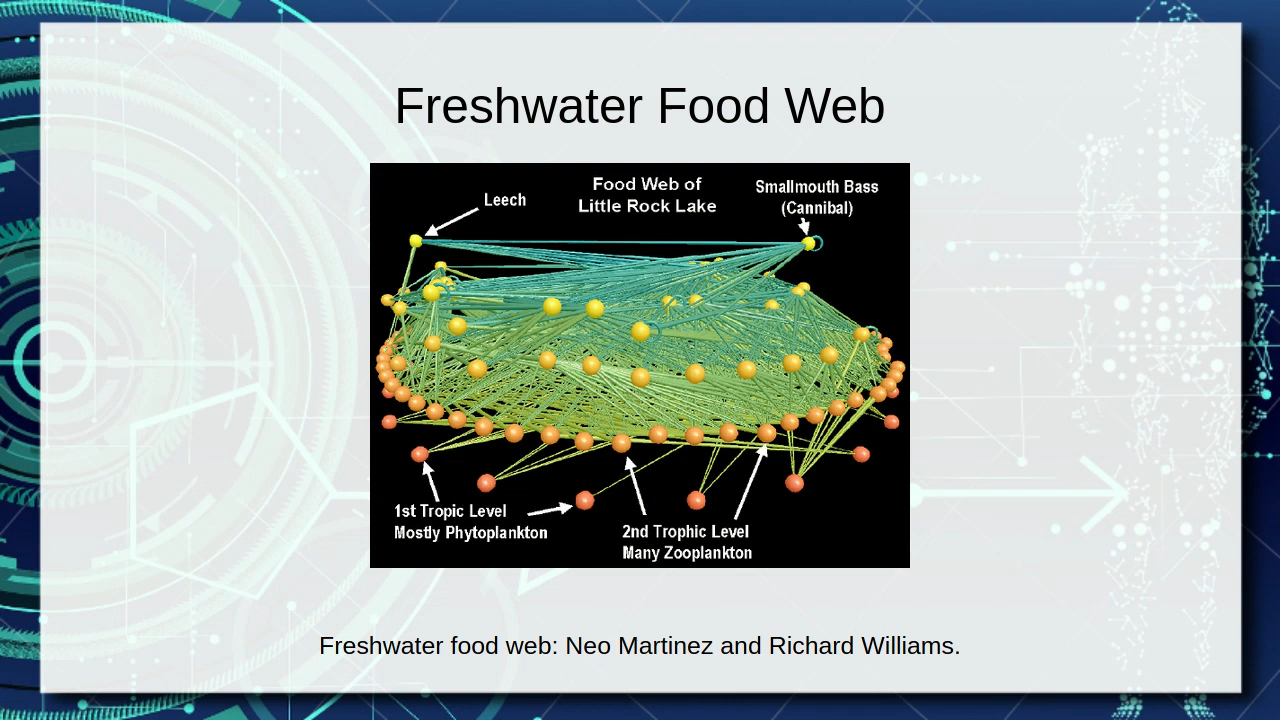 Freshwater Food Web
Leech
Food Web of
Little Rock Lake
Smallmouth Bass
(Cannibal)
1st Tropic Level
Mostly Phytoplankton
2nd Trophic Level
Many Zooplankton
Freshwater food web: Neo Martinez and Richard Williams.